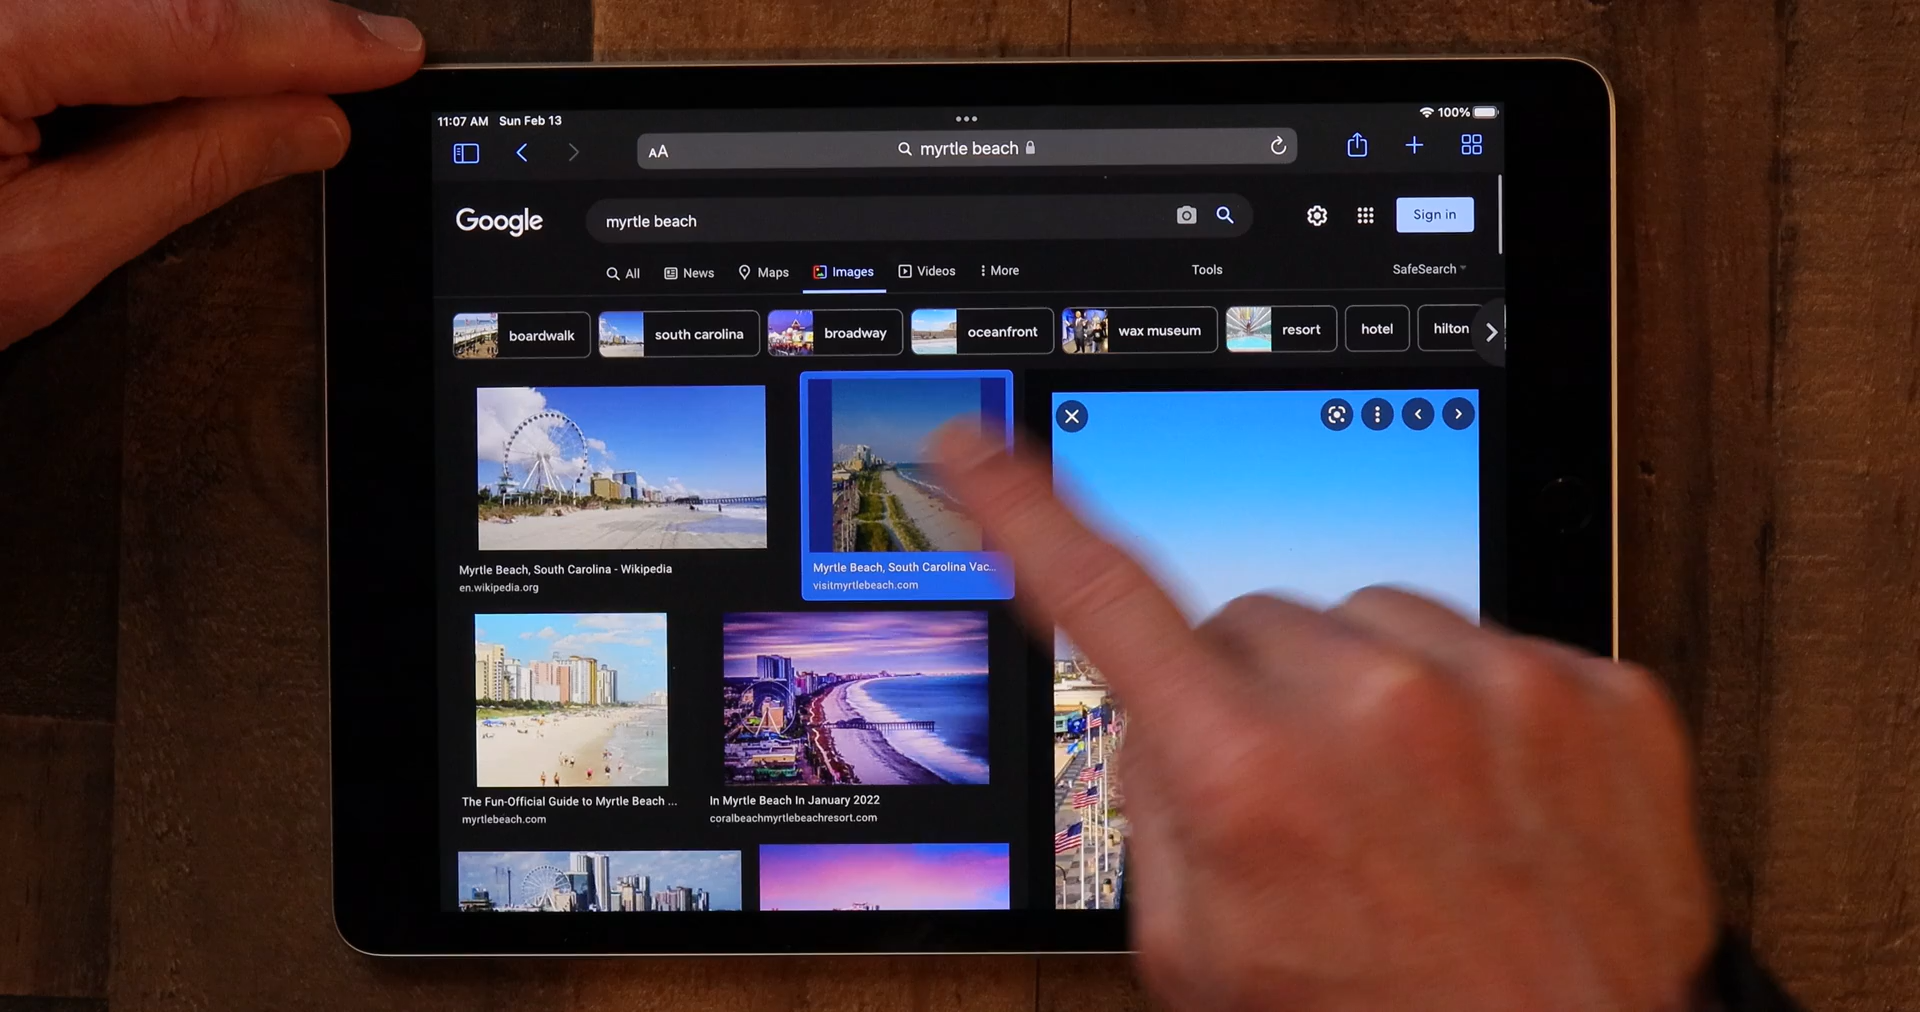 11:07 AM Sun Feb 13
100%
AA
myrtle beach
Google
myrtle beach
Sign in
All
News
Maps
Images
Videos
More
Tools
SafeSearch
boardwalk
south carolina
broadway
oceanfront
wax museum
resort
hotel
hilton
Myrtle Beach, South Carolina - Wikipedia
en.wikipedia.org
Myrtle Beach, South Carolina Vac...
visitmyrtlebeach.com
The Fun-Official Guide to Myrtle Beach ...
myrtlebeach.com
In Myrtle Beach In January 2022
coralbeachmyrtlebeachresort.com